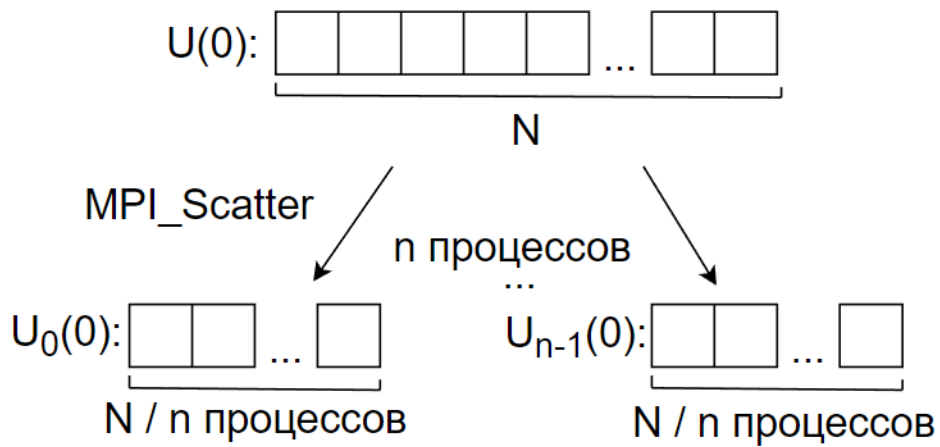 U(0):
...
N
MPI_Scatter
n процессов
...
U₀(0):
...
Uₙ₋₁(0):
...
N / n процессов
N / n процессов